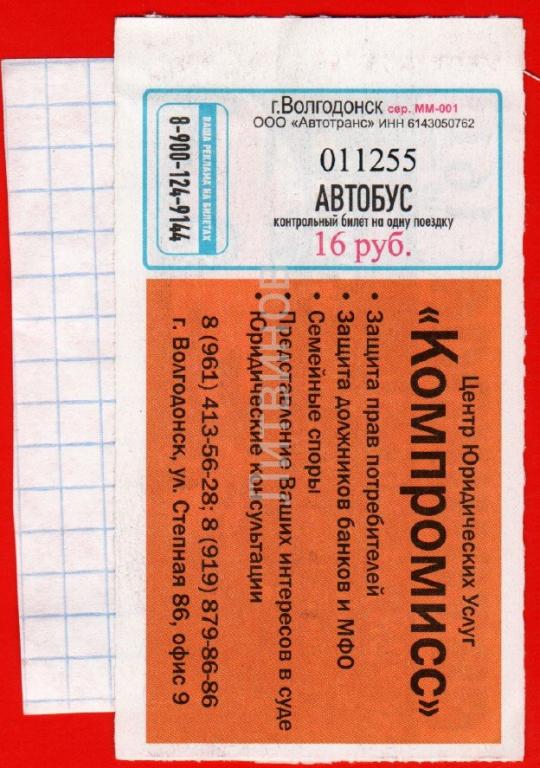 г.Волгодонск сер. ММ-001
ООО «Автотранс» ИНН 6143050762
011255
АВТОБУС
контрольный билет на одну поездку
16 руб.
ВАША РЕКЛАМА НА БИЛЕТАХ
8-900-124-9144
Центр Юридических Услуг
«Компромисс»
• Защита прав потребителей
• Защита должников банков и МФО
• Семейные споры
• Представление Ваших интересов в суде
• Юридические консультации
8 (961) 413-56-28; 8 (919) 879-86-86
г. Волгодонск, ул. Степная 86, офис 9